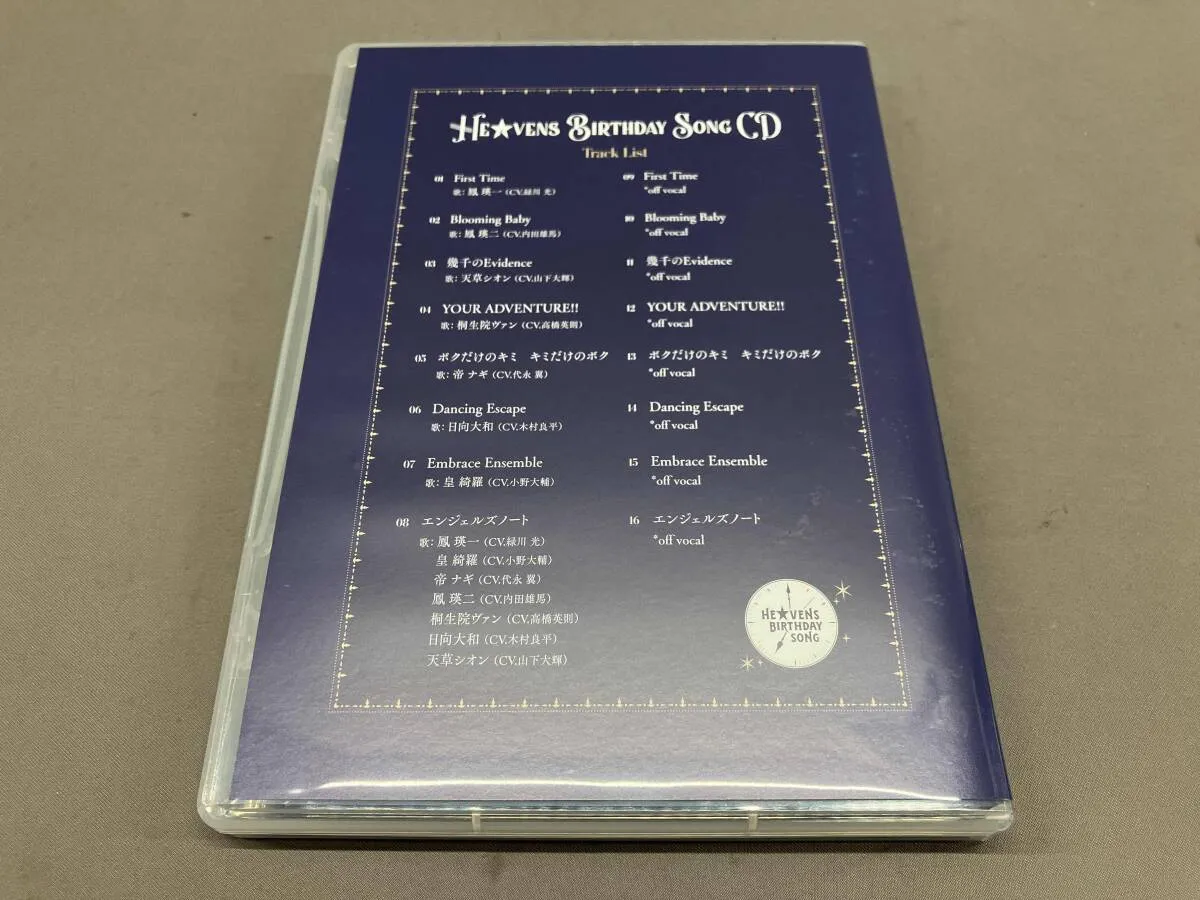 HE★VENS BIRTHDAY SONG CD
Track List
01 First Time
歌：鳳 瑛一（CV.緑川 光）
02 Blooming Baby
歌：鳳 瑛二（CV.内田雄馬）
03 幾千のEvidence
歌：天草シオン（CV.山下大輝）
04 YOUR ADVENTURE!!
歌：桐生院ヴァン（CV.高橋英則）
05 ボクだけのキミ キミだけのボク
歌：帝 ナギ（CV.代永 翼）
06 Dancing Escape
歌：日向大和（CV.木村良平）
07 Embrace Ensemble
歌：皇 綺羅（CV.小野大輔）
08 エンジェルズノート
歌：鳳 瑛一（CV.緑川 光）
皇 綺羅（CV.小野大輔）
帝 ナギ（CV.代永 翼）
鳳 瑛二（CV.内田雄馬）
桐生院ヴァン（CV.高橋英則）
日向大和（CV.木村良平）
天草シオン（CV.山下大輝）
09 First Time
*off vocal
10 Blooming Baby
*off vocal
11 幾千のEvidence
*off vocal
12 YOUR ADVENTURE!!
*off vocal
13 ボクだけのキミ キミだけのボク
*off vocal
14 Dancing Escape
*off vocal
15 Embrace Ensemble
*off vocal
16 エンジェルズノート
*off vocal
HE★VENS
BIRTHDAY
SONG